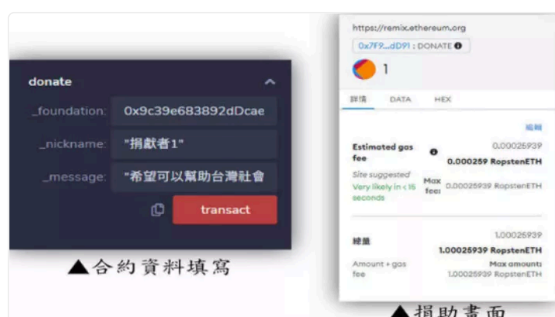 donate
_foundation: 0x9c39e683892dDcae
_nickname: "捐獻者1"
_message: "希望可以幫助台灣社會
transact
▲合約資料填寫
https://remix.ethereum.org
0x7F9...dD91 : DONATE
1
詳情 DATA HEX
編輯
Estimated gas fee
0.00025939
0.000259 RopstenETH
Site suggested
Very likely in < 15 seconds
Max fee: 0.00025939 RopstenETH
總量
1.00025939
1.00025939 RopstenETH
Amount + gas fee
Max amount:
1.00025939 RopstenETH
▲捐助畫面